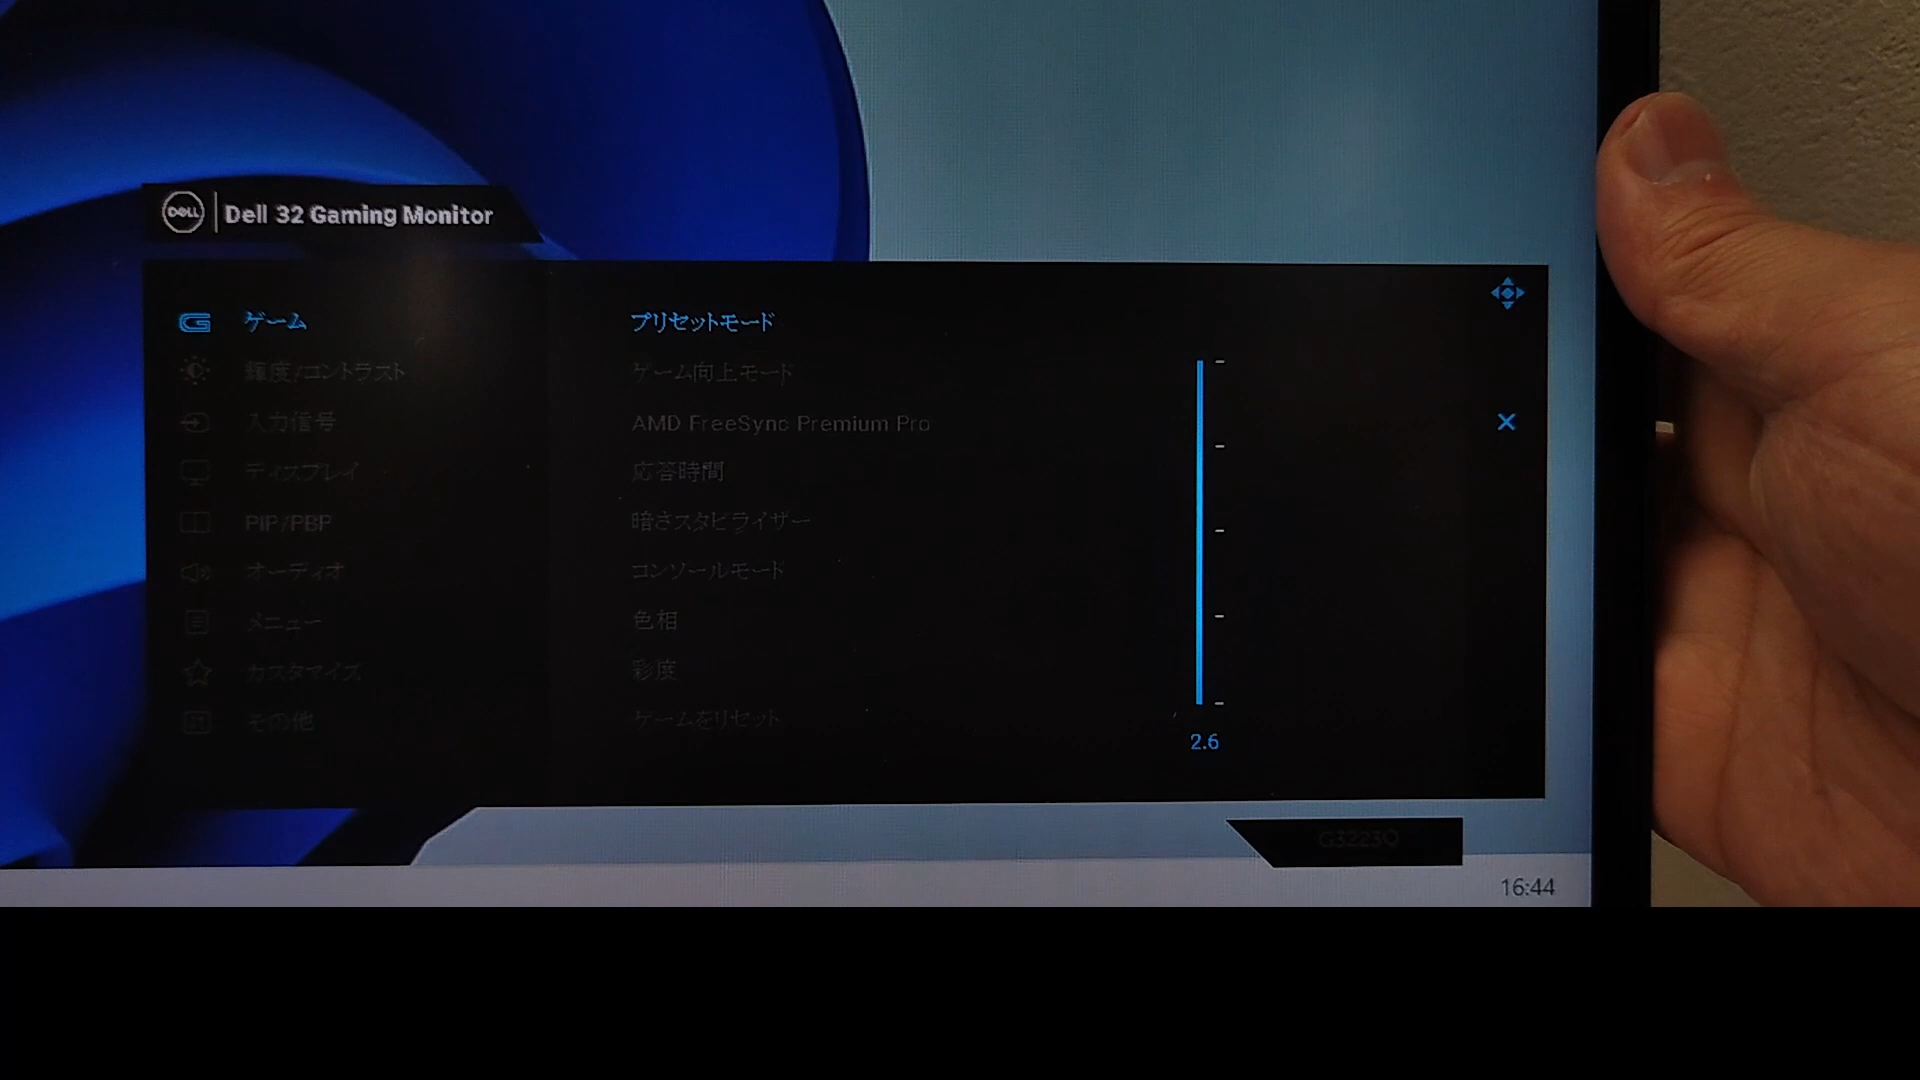 DELL Dell 32 Gaming Monitor
ゲーム
輝度/コントラスト
入力信号
ディスプレイ
PIP/PBP
オーディオ
メニュー
カスタマイズ
その他
プリセットモード
ゲーム向上モード
AMD FreeSync Premium Pro
応答時間
暗さスタビライザー
コンソールモード
色相
彩度
ゲームをリセット
2.6
G3223Q
16:44